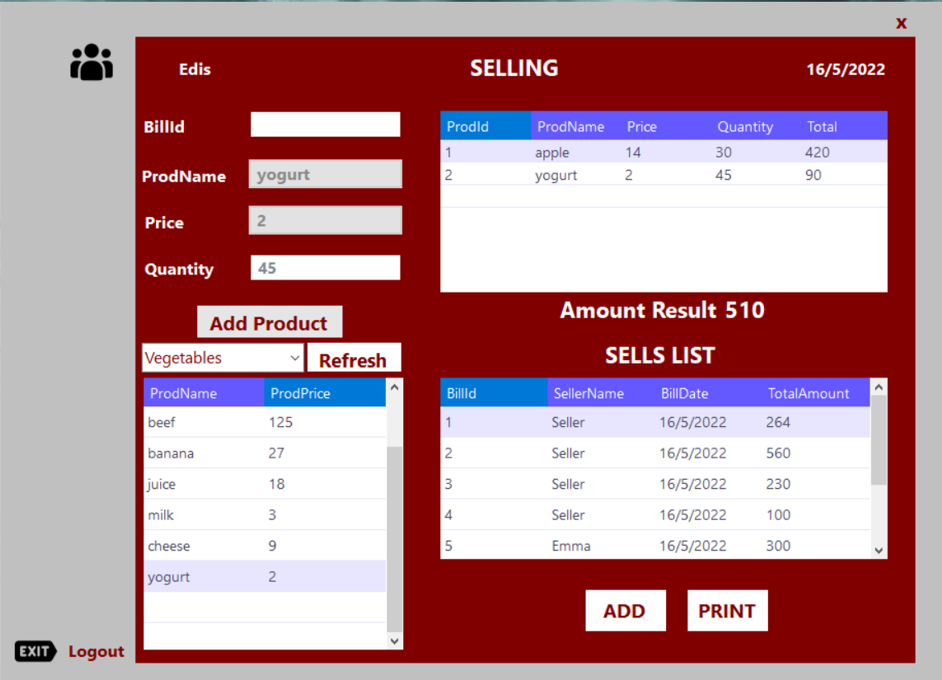 x
Edis SELLING 16/5/2022
BillId
ProdName yogurt
Price 2
Quantity 45
Add Product
Vegetables Refresh
ProdName ProdPrice
beef 125
banana 27
juice 18
milk 3
cheese 9
yogurt 2
ProdId ProdName Price Quantity Total
1 apple 14 30 420
2 yogurt 2 45 90
Amount Result 510
SELLS LIST
BillId SellerName BillDate TotalAmount
1 Seller 16/5/2022 264
2 Seller 16/5/2022 560
3 Seller 16/5/2022 230
4 Seller 16/5/2022 100
5 Emma 16/5/2022 300
ADD PRINT
EXIT Logout